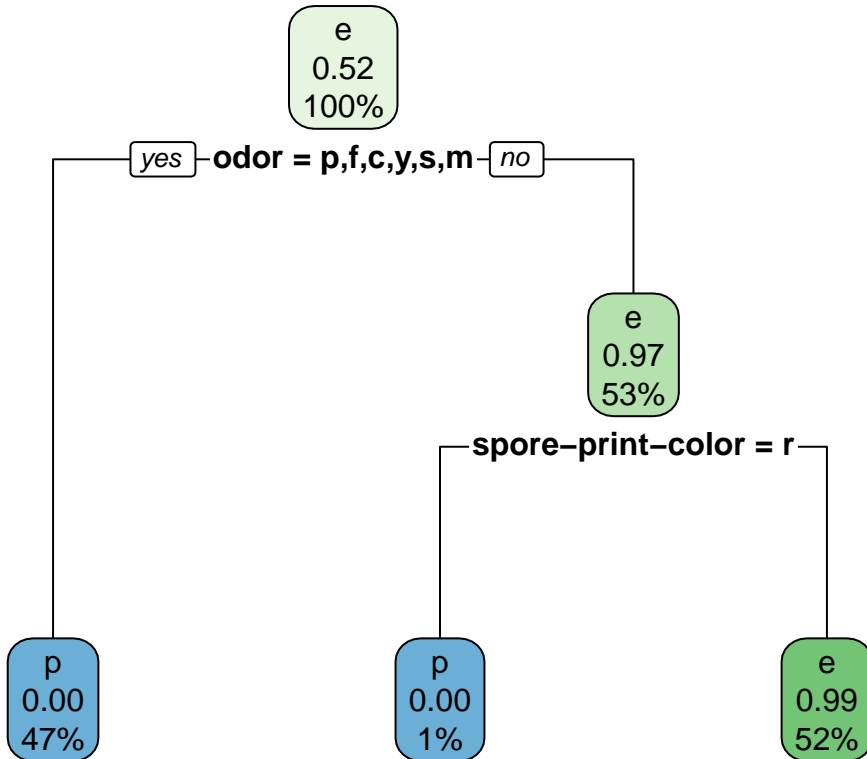 e
0.52
100%
yes odor = p,f,c,y,s,m no
e
0.97
53%
spore−print−color = r
p
0.00
47%
p
0.00
1%
e
0.99
52%